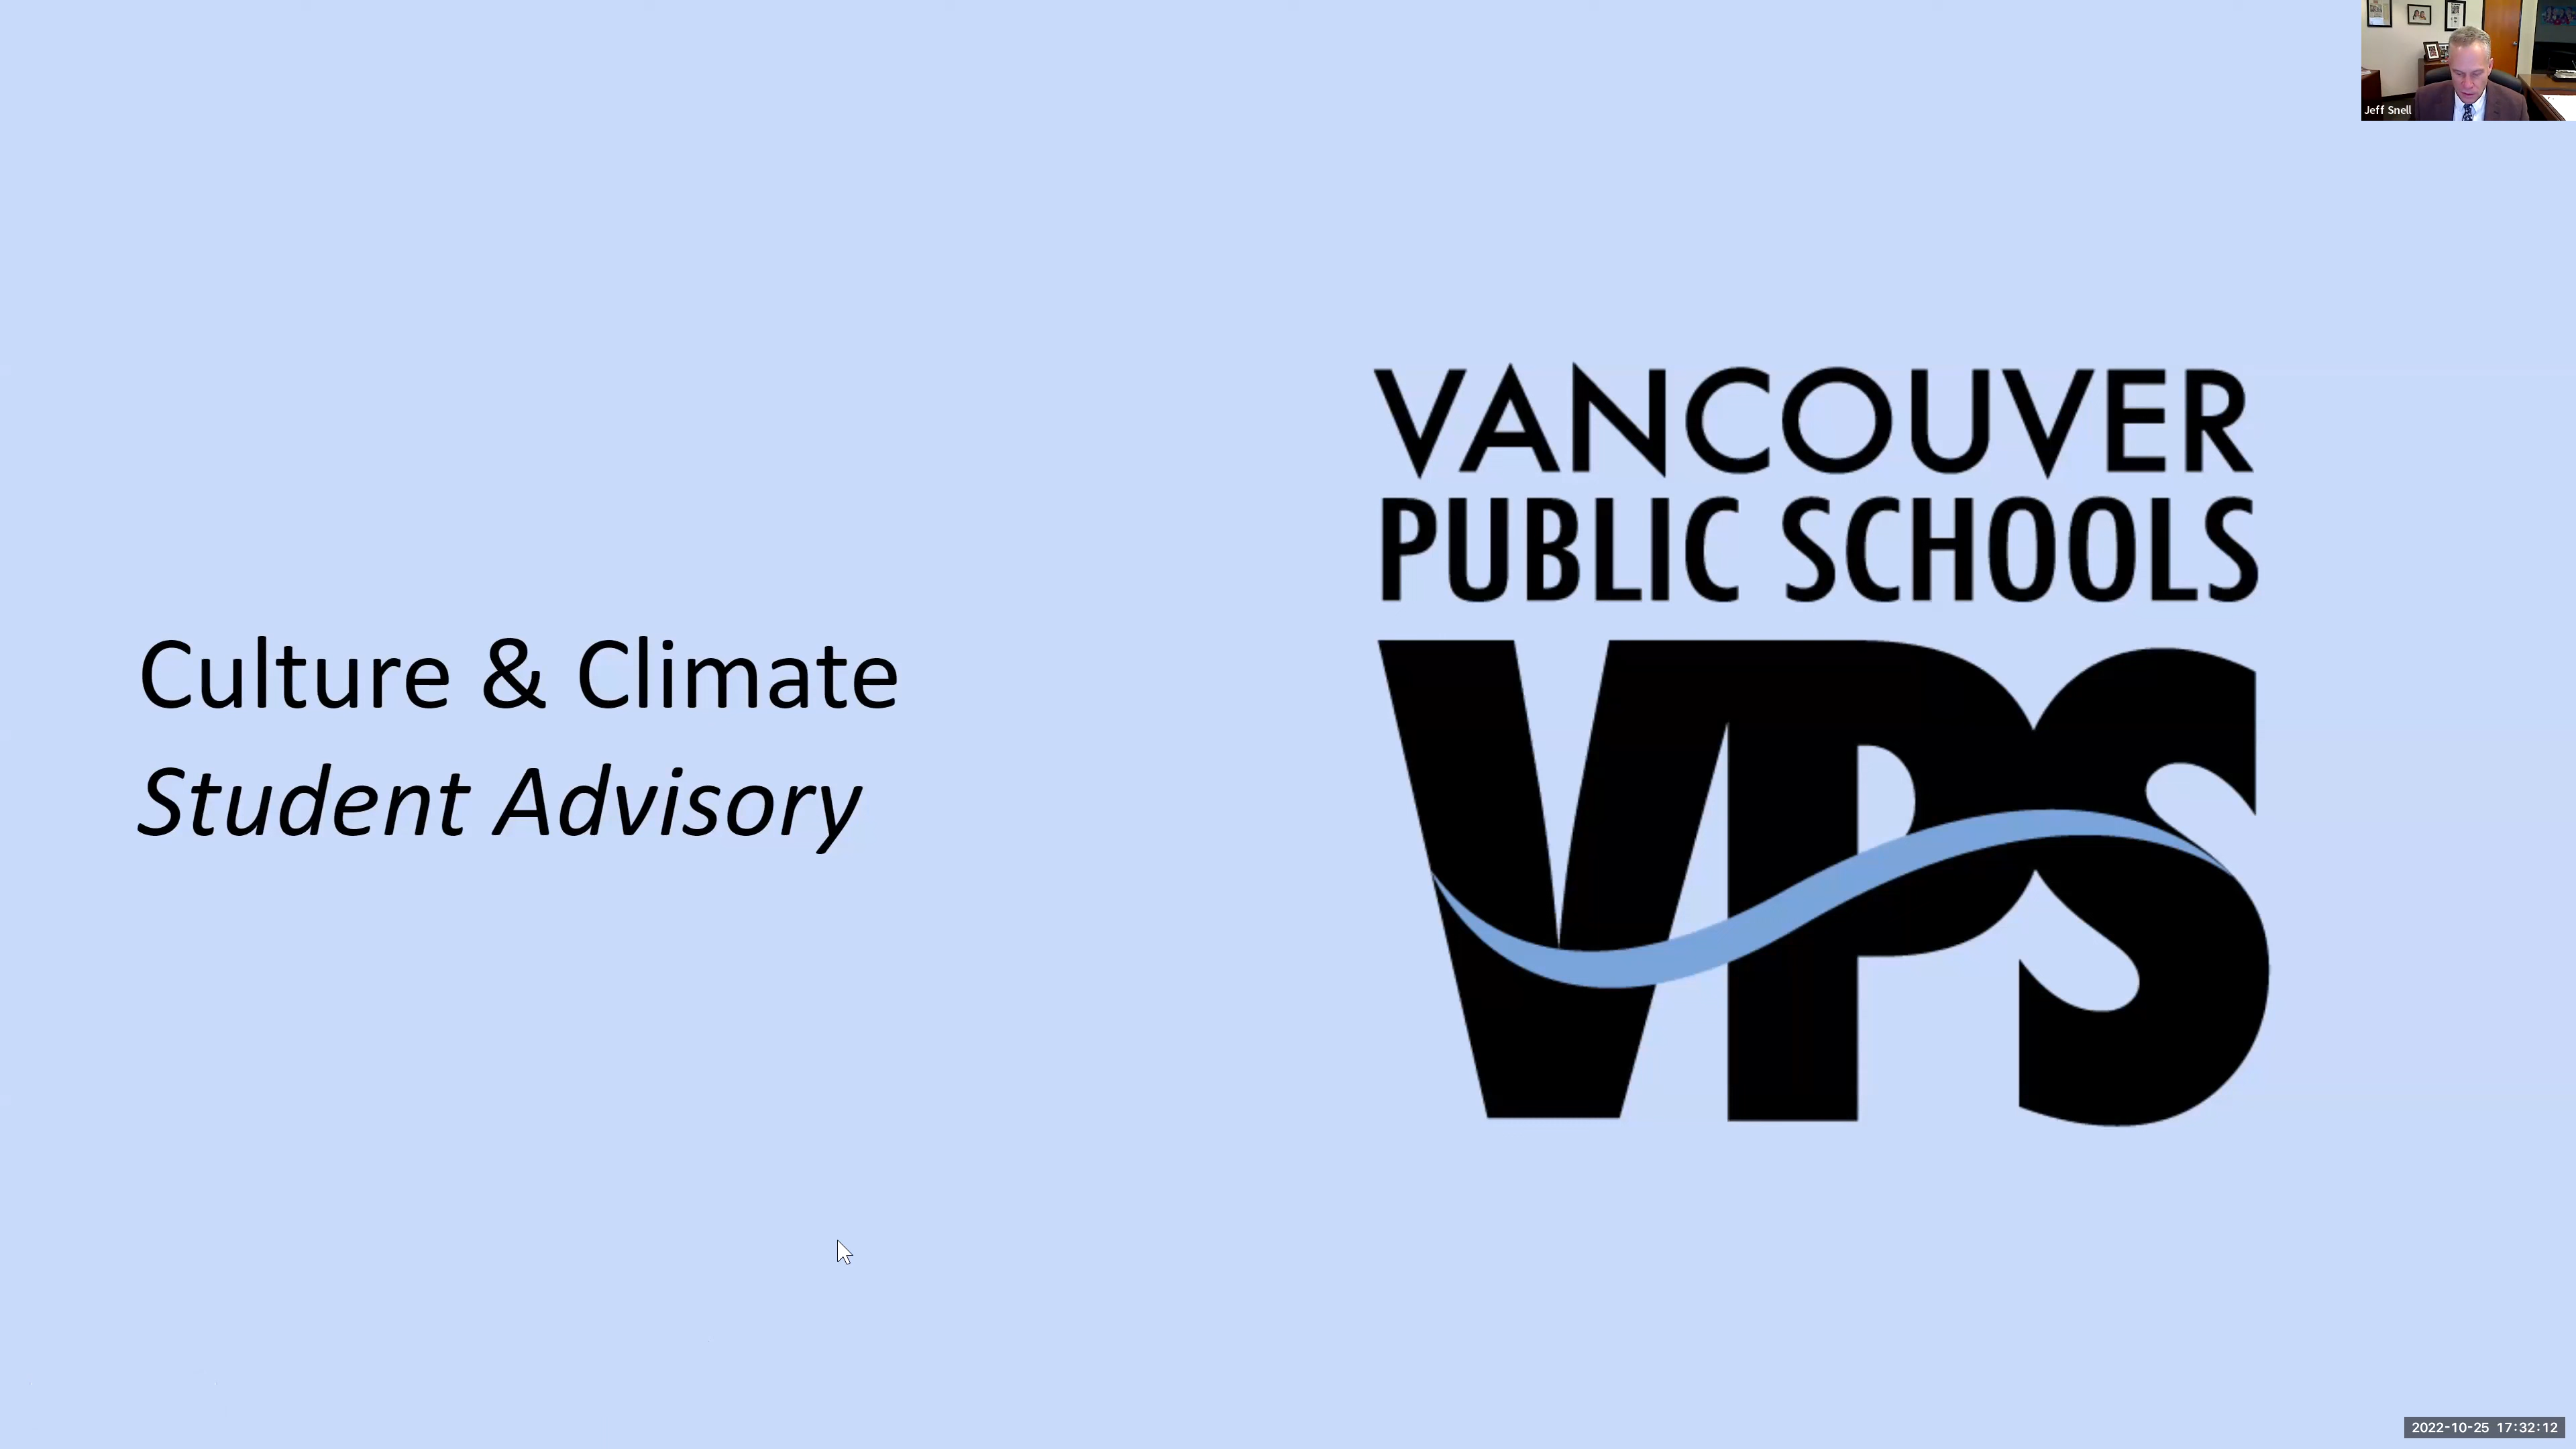 Jeff Snell
VANCOUVER
PUBLIC SCHOOLS
Culture & Climate
Student Advisory
VPS
2022-10-25 17:32:12